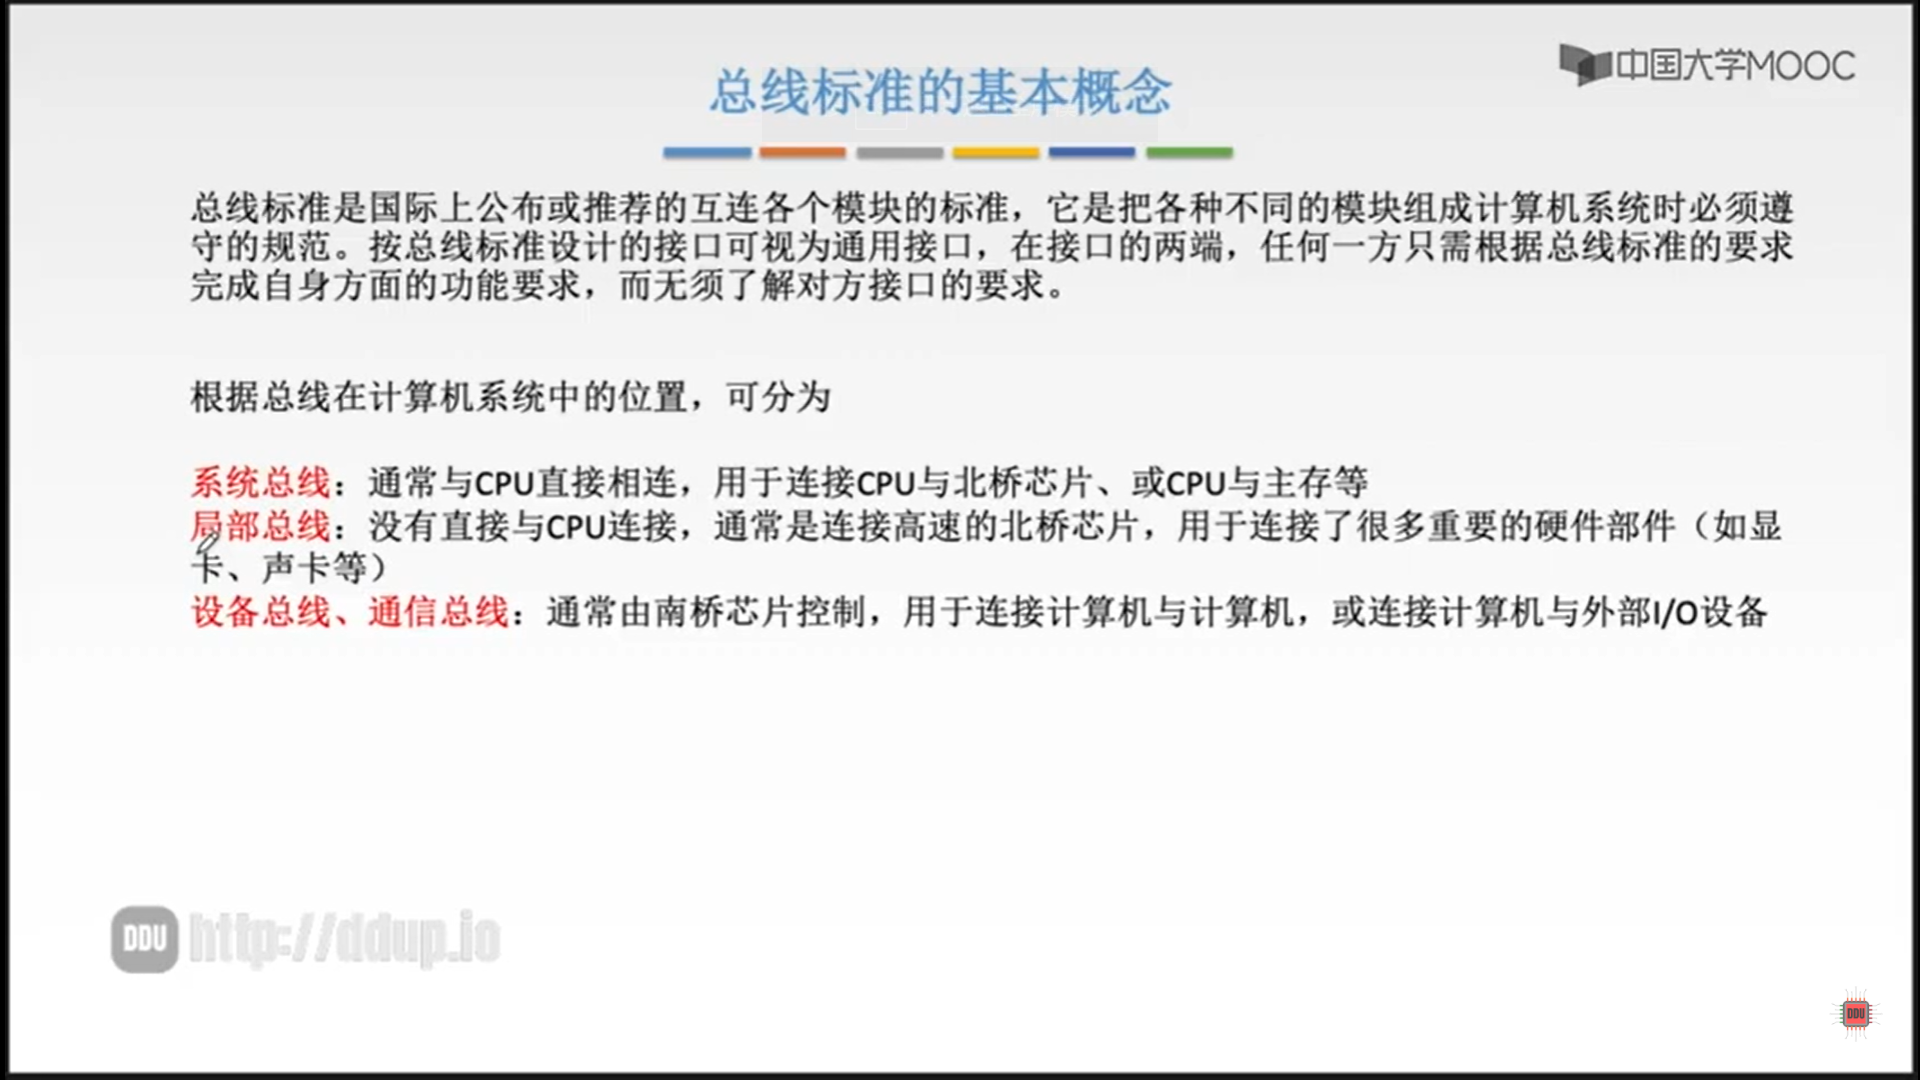 中国大学MOOC
总线标准的基本概念
总线标准是国际上公布或推荐的互连各个模块的标准，它是把各种不同的模块组成计算机系统时必须遵
守的规范。按总线标准设计的接口可视为通用接口，在接口的两端，任何一方只需根据总线标准的要求
完成自身方面的功能要求，而无须了解对方接口的要求。
根据总线在计算机系统中的位置，可分为
系统总线：通常与CPU直接相连，用于连接CPU与北桥芯片、或CPU与主存等
局部总线：没有直接与CPU连接，通常是连接高速的北桥芯片，用于连接了很多重要的硬件部件（如显
卡、声卡等）
设备总线、通信总线：通常由南桥芯片控制，用于连接计算机与计算机，或连接计算机与外部I/O设备
DDU http://ddup.io
DDU